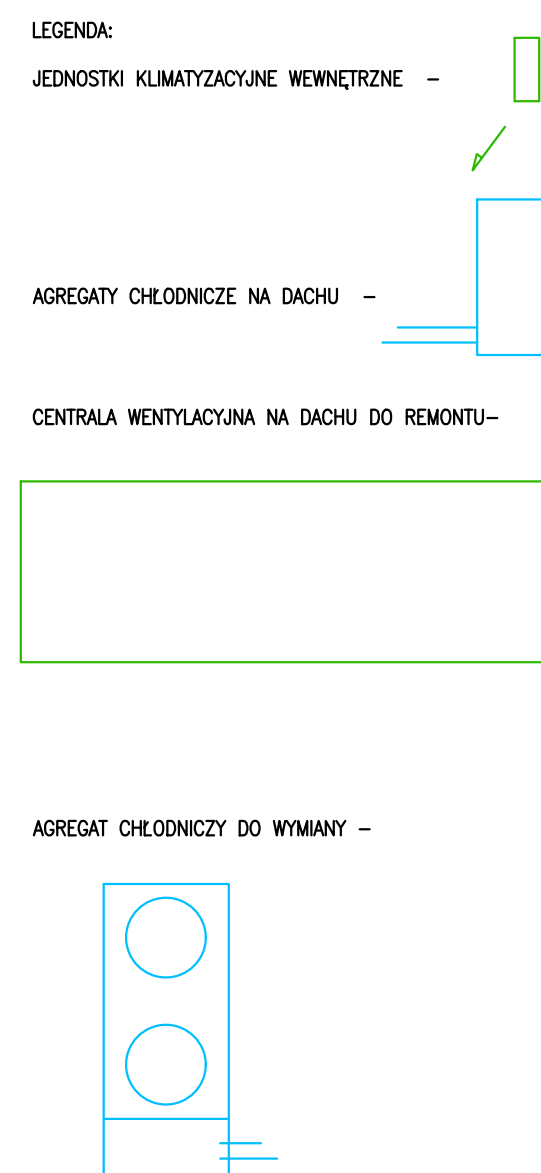 LEGENDA:
JEDNOSTKI KLIMATYZACYJNE WEWNĘTRZNE –
AGREGATY CHŁODNICZE NA DACHU –
CENTRALA WENTYLACYJNA NA DACHU DO REMONTU–
AGREGAT CHŁODNICZY DO WYMIANY –